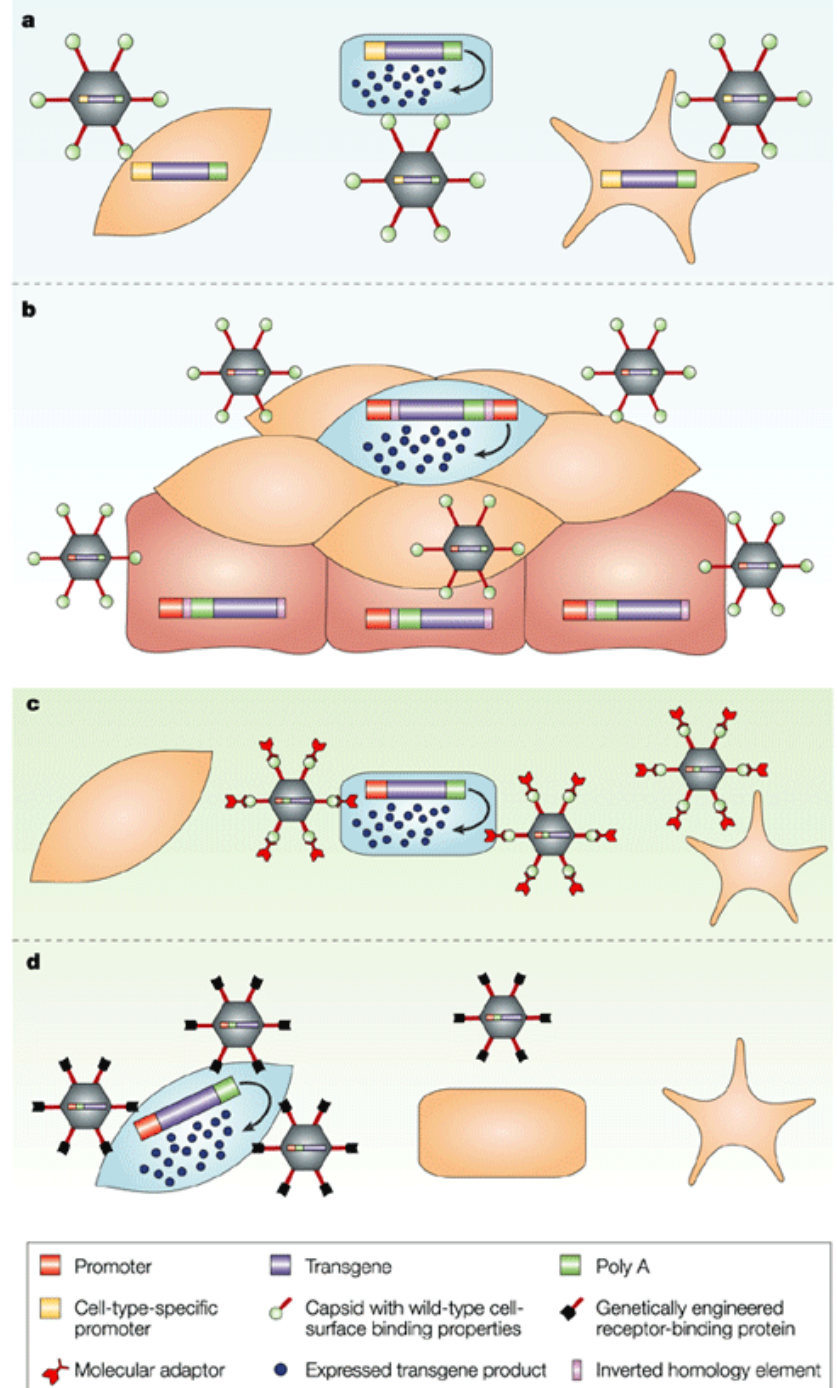 a
b
c
d
Promoter
Transgene
Poly A
Cell-type-specific
promoter
Capsid with wild-type cell-
surface binding properties
Genetically engineered
receptor-binding protein
Molecular adaptor
Expressed transgene product
Inverted homology element